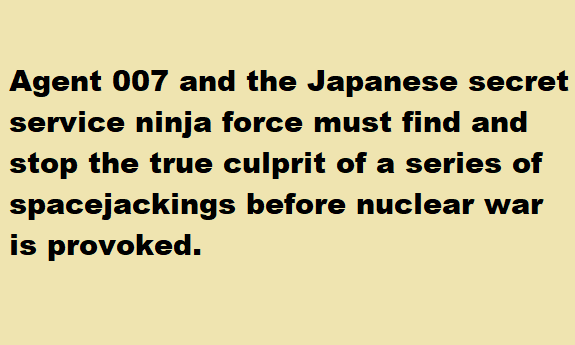 Agent 007 and the Japanese secret
service ninja force must find and
stop the true culprit of a series of
spacejackings before nuclear war
is provoked.